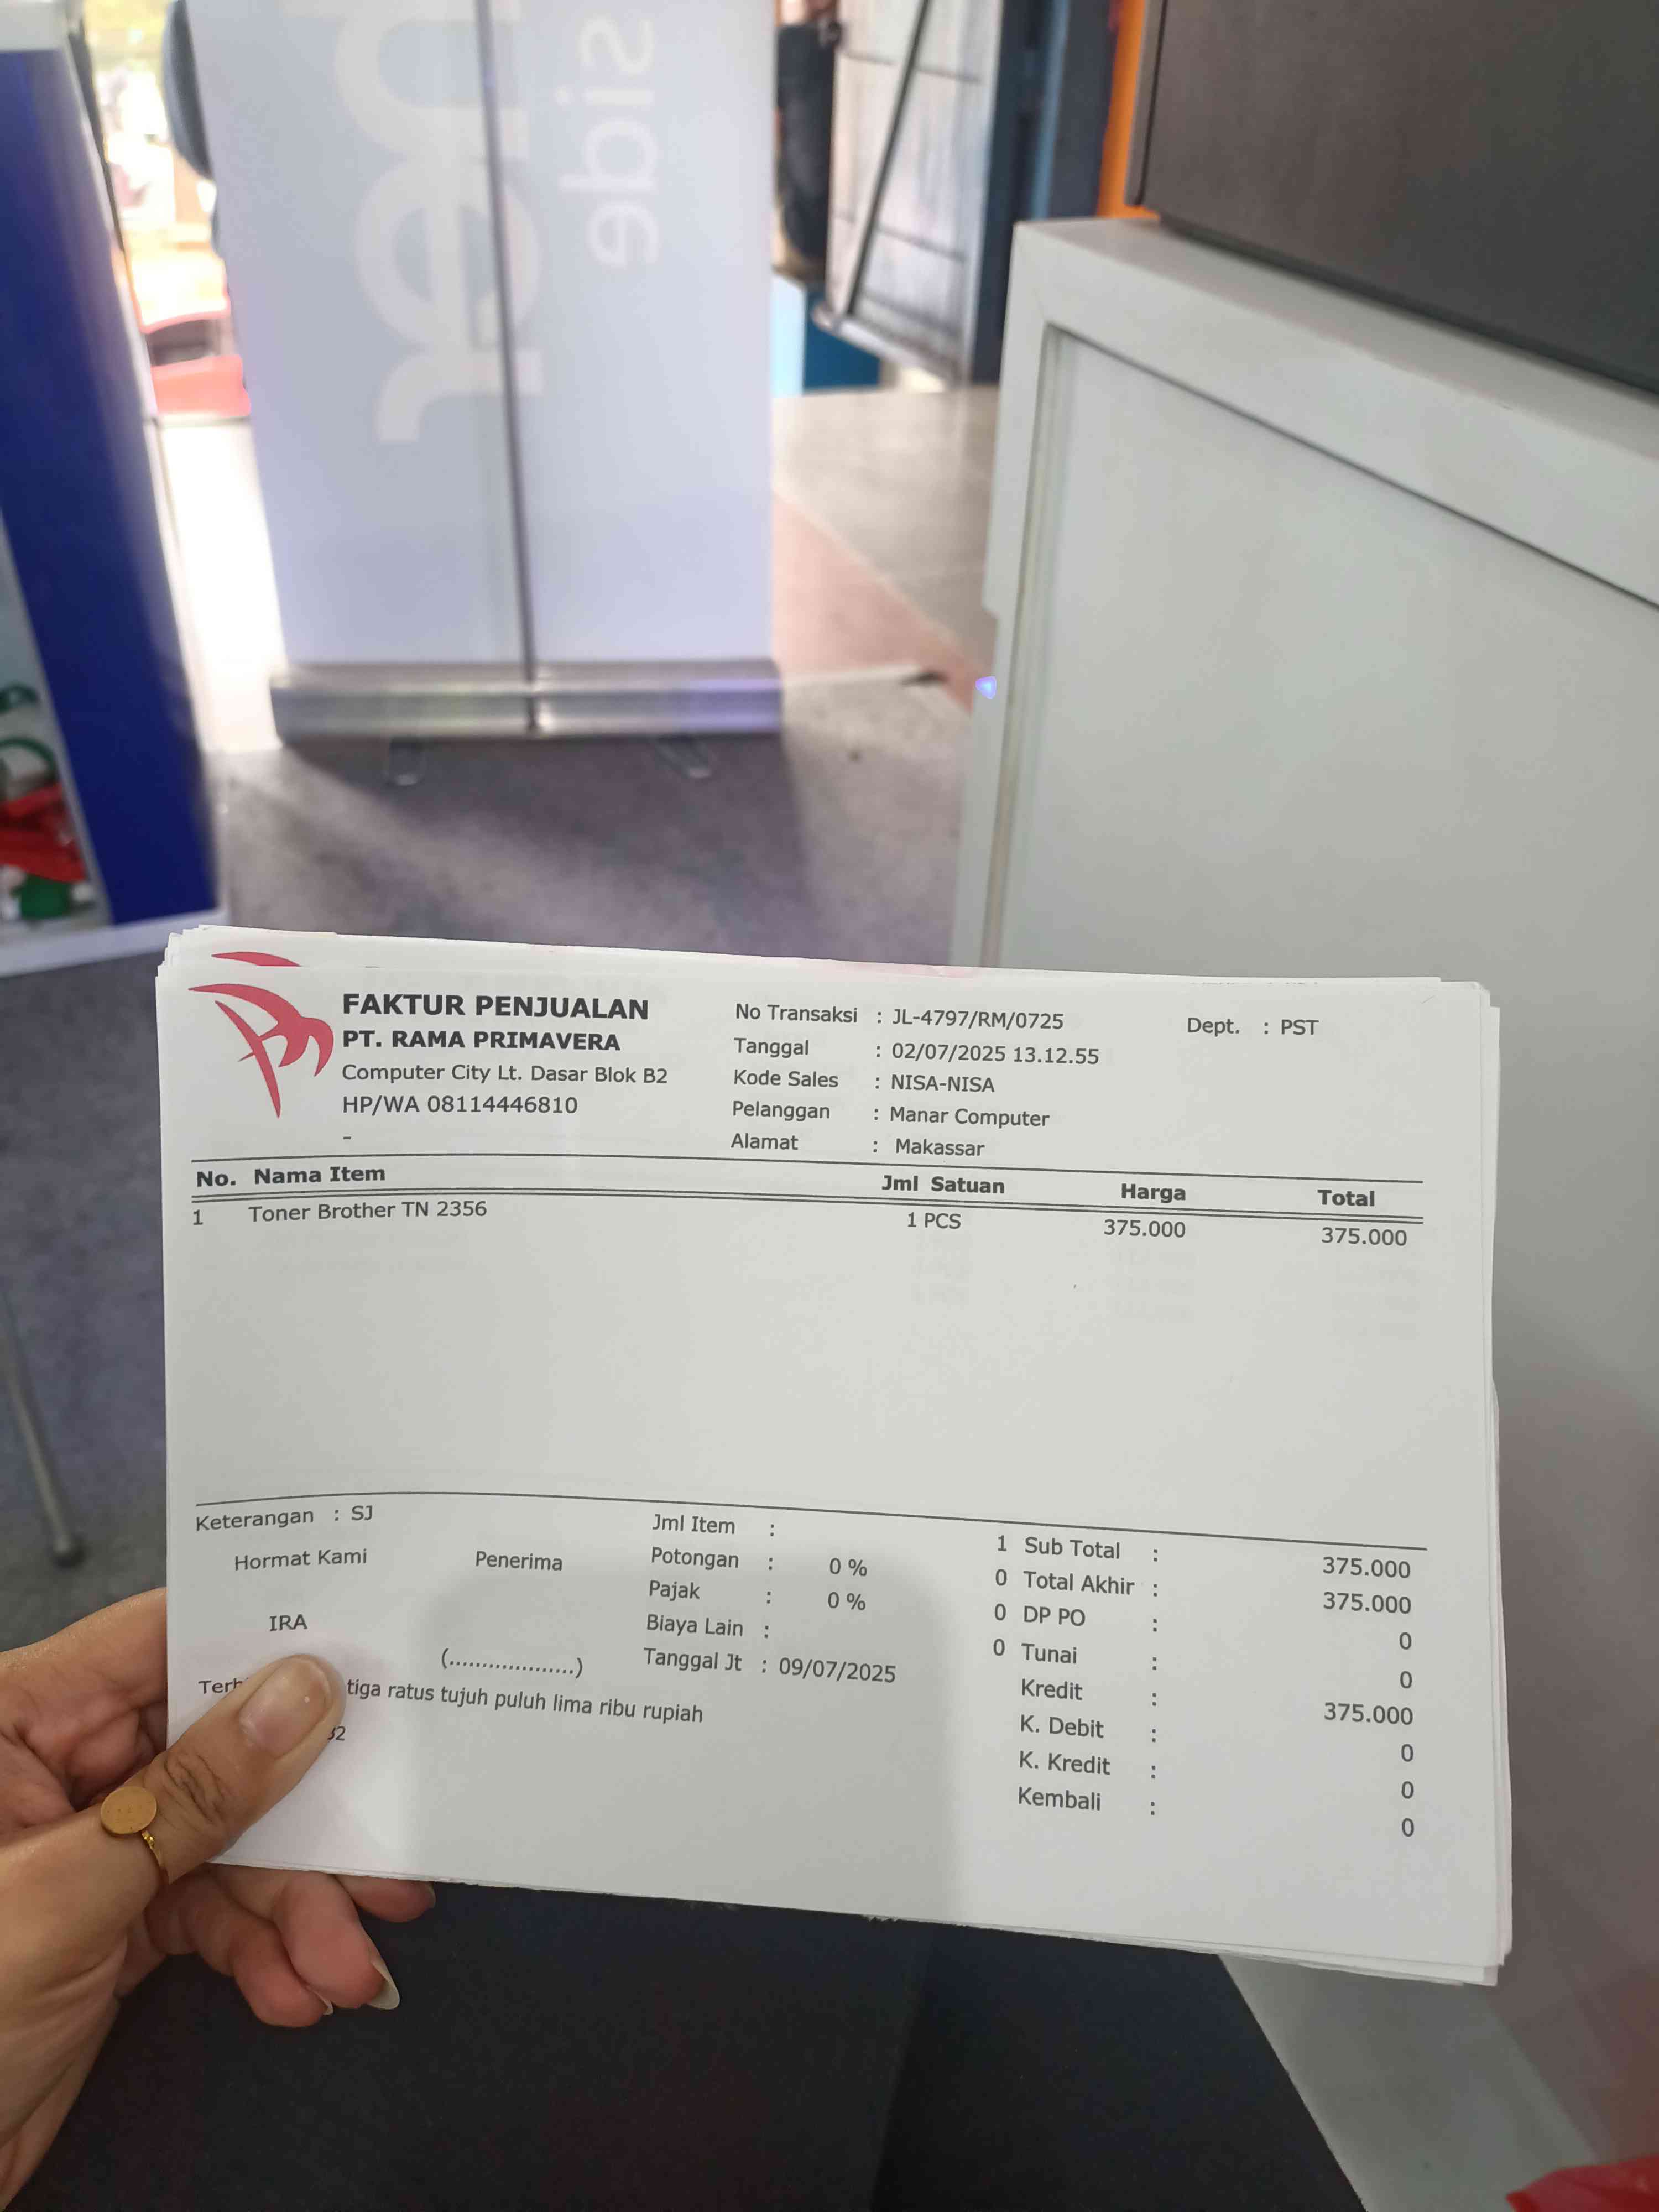 side
FAKTUR PENJUALAN
PT. RAMA PRIMAVERA
Computer City Lt. Dasar Blok B2
HP/WA 08114446810
-
No Transaksi : JL-4797/RM/0725
Tanggal : 02/07/2025 13.12.55
Kode Sales : NISA-NISA
Pelanggan : Manar Computer
Alamat : Makassar
Dept. : PST
No. Nama Item Jml Satuan Harga Total
1 Toner Brother TN 2356 1 PCS 375.000 375.000
Keterangan : SJ
Hormat Kami Penerima
IRA
(...................)
tiga ratus tujuh puluh lima ribu rupiah
Jml Item : 1
Potongan : 0 % 0
Pajak : 0 % 0
Biaya Lain : 0
Tanggal Jt : 09/07/2025
Sub Total : 375.000
Total Akhir : 375.000
DP PO : 0
Tunai : 0
Kredit : 375.000
K. Debit : 0
K. Kredit : 0
Kembali : 0